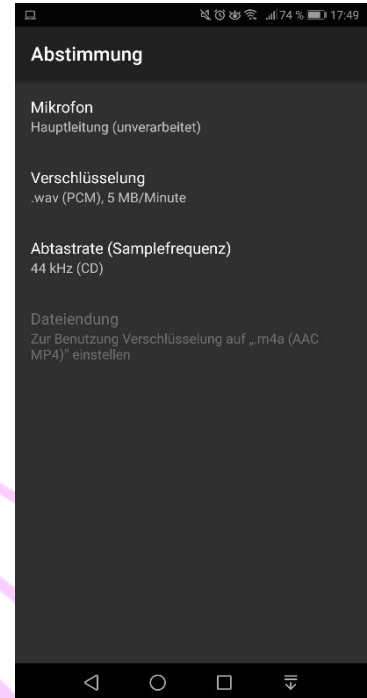 74 % 17:49
Abstimmung
Mikrofon
Hauptleitung (unverarbeitet)
Verschlüsselung
.wav (PCM), 5 MB/Minute
Abtastrate (Samplefrequenz)
44 kHz (CD)
Dateiendung
Zur Benutzung Verschlüsselung auf „.m4a (AAC
MP4)" einstellen